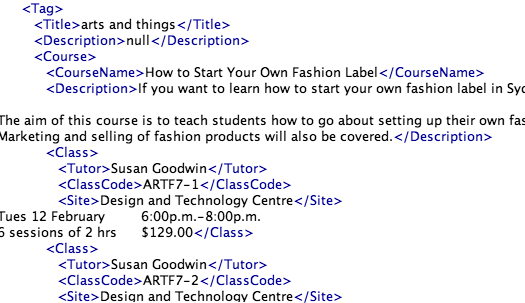 <Tag>
<Title>arts and things</Title>
<Description>null</Description>
<Course>
<CourseName>How to Start Your Own Fashion Label</CourseName>
<Description>If you want to learn how to start your own fashion label in
The aim of this course is to teach students how to go about setting up their own
Marketing and selling of fashion products will also be covered.</Description>
<Class>
<Tutor>Susan Goodwin</Tutor>
<ClassCode>ARTF7-1</ClassCode>
<Site>Design and Technology Centre</Site>
Tues 12 February 6:00p.m.-8:00p.m.
6 sessions of 2 hrs $129.00</Class>
<Class>
<Tutor>Susan Goodwin</Tutor>
<ClassCode>ARTF7-2</ClassCode>
<Site>Design and Technology Centre</Site>